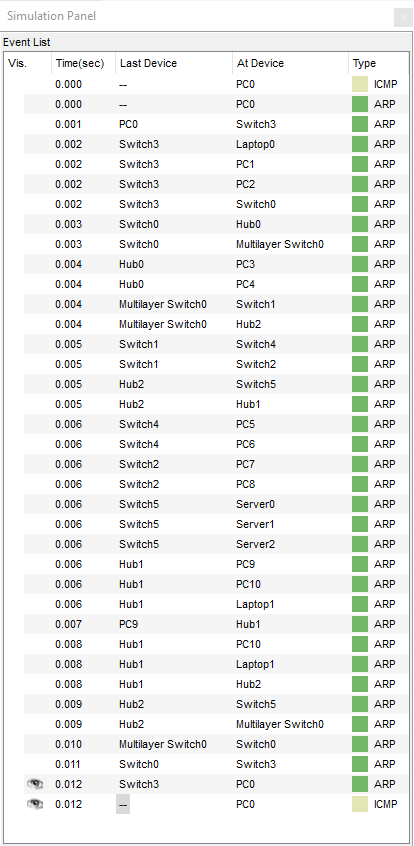 Simulation Panel
Event List
Vis. Time(sec) Last Device At Device Type
0.000 -- PC0 ICMP
0.000 -- PC0 ARP
0.001 PC0 Switch3 ARP
0.002 Switch3 Laptop0 ARP
0.002 Switch3 PC1 ARP
0.002 Switch3 PC2 ARP
0.002 Switch3 Switch0 ARP
0.003 Switch0 Hub0 ARP
0.003 Switch0 Multilayer Switch0 ARP
0.004 Hub0 PC3 ARP
0.004 Hub0 PC4 ARP
0.004 Multilayer Switch0 Switch1 ARP
0.004 Multilayer Switch0 Hub2 ARP
0.005 Switch1 Switch4 ARP
0.005 Switch1 Switch2 ARP
0.005 Hub2 Switch5 ARP
0.005 Hub2 Hub1 ARP
0.006 Switch4 PC5 ARP
0.006 Switch4 PC6 ARP
0.006 Switch2 PC7 ARP
0.006 Switch2 PC8 ARP
0.006 Switch5 Server0 ARP
0.006 Switch5 Server1 ARP
0.006 Switch5 Server2 ARP
0.006 Hub1 PC9 ARP
0.006 Hub1 PC10 ARP
0.006 Hub1 Laptop1 ARP
0.007 PC9 Hub1 ARP
0.008 Hub1 PC10 ARP
0.008 Hub1 Laptop1 ARP
0.008 Hub1 Hub2 ARP
0.009 Hub2 Switch5 ARP
0.009 Hub2 Multilayer Switch0 ARP
0.010 Multilayer Switch0 Switch0 ARP
0.011 Switch0 Switch3 ARP
0.012 Switch3 PC0 ARP
0.012 -- PC0 ICMP